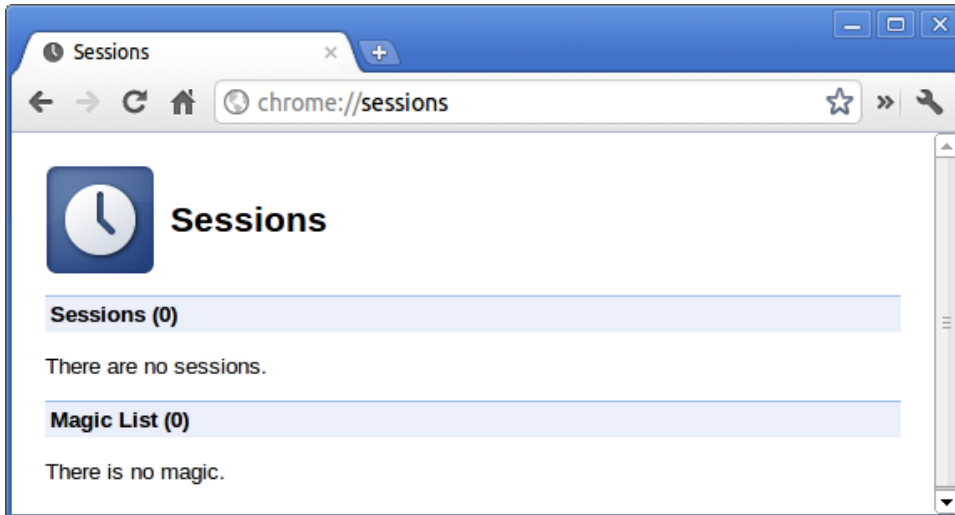 Sessions
chrome://sessions
Sessions
Sessions (0)
There are no sessions.
Magic List (0)
There is no magic.